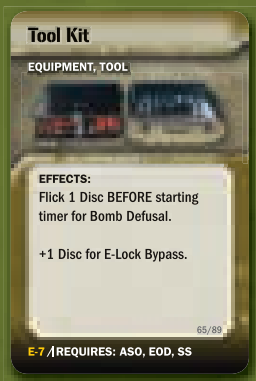 Tool Kit
EQUIPMENT, TOOL
EFFECTS:
Flick 1 Disc BEFORE starting
timer for Bomb Defusal.
+1 Disc for E-Lock Bypass.
65/89
E-7 / REQUIRES: ASO, EOD, SS